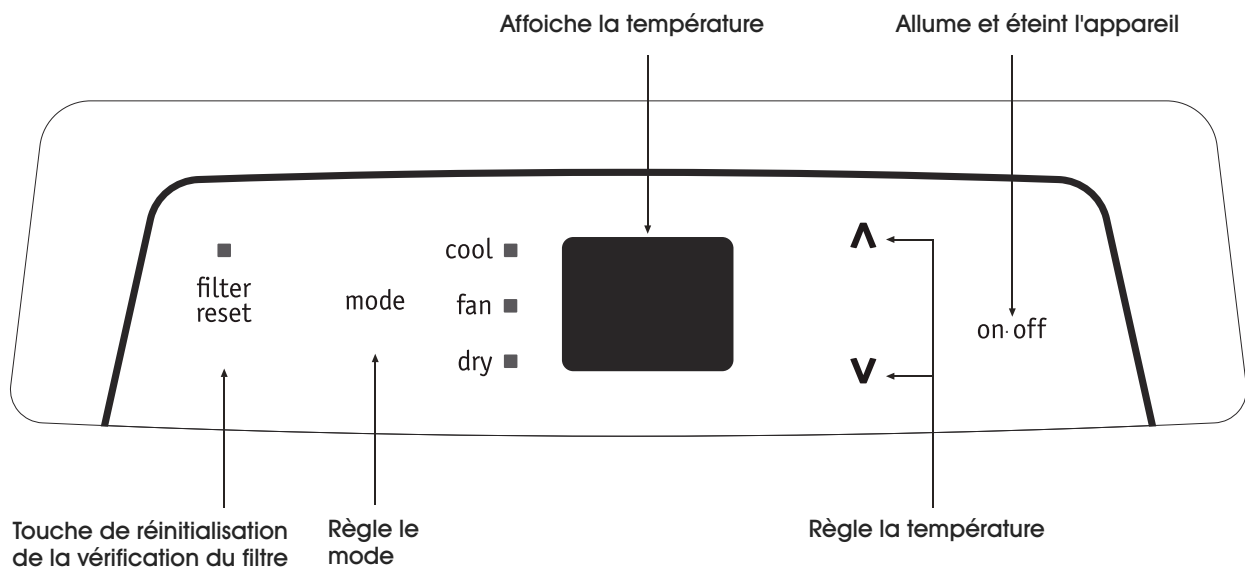 Affoiche la température
Allume et éteint l'appareil
filter
reset
mode
cool
fan
dry
on·off
Touche de réinitialisation
de la vérification du filtre
Règle le
mode
Règle la température